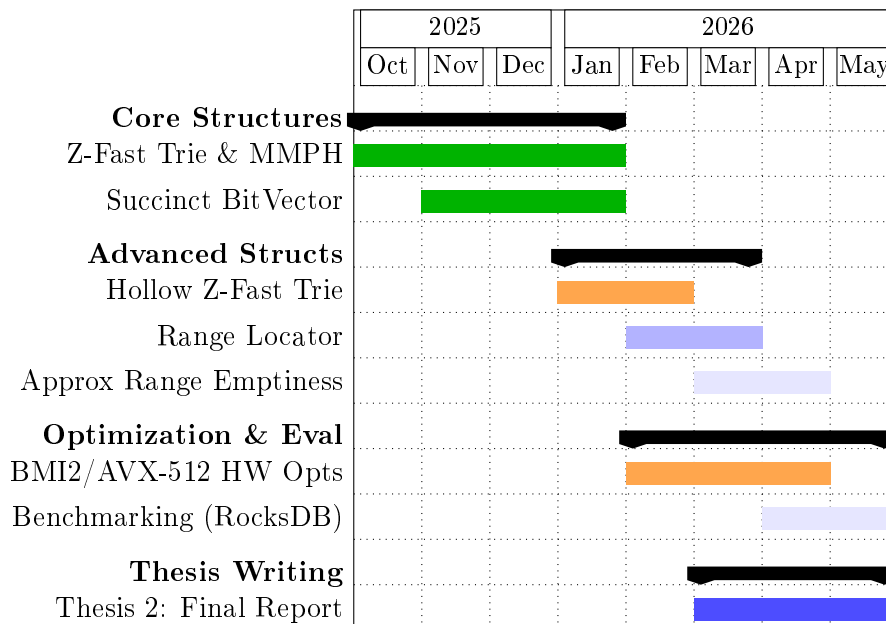 2025 2026
Oct Nov Dec Jan Feb Mar Apr May
Core Structures
Z-Fast Trie & MMPH
Succinct BitVector
Advanced Structs
Hollow Z-Fast Trie
Range Locator
Approx Range Emptiness
Optimization & Eval
BMI2/AVX-512 HW Opts
Benchmarking (RocksDB)
Thesis Writing
Thesis 2: Final Report